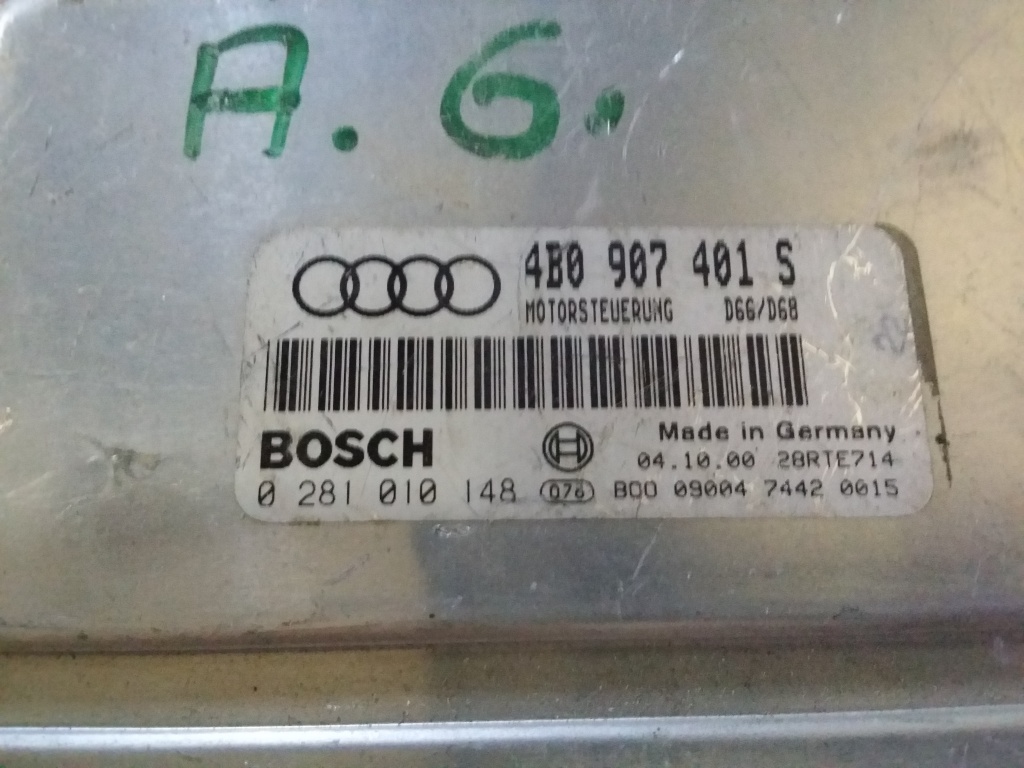 A. G.
4B0 907 401 S
MOTORSTEUERUNG D66/D68
BOSCH
Made in Germany
04.10.00 28RTE714
0 281 010 148 076 B00 09004 7442 0015